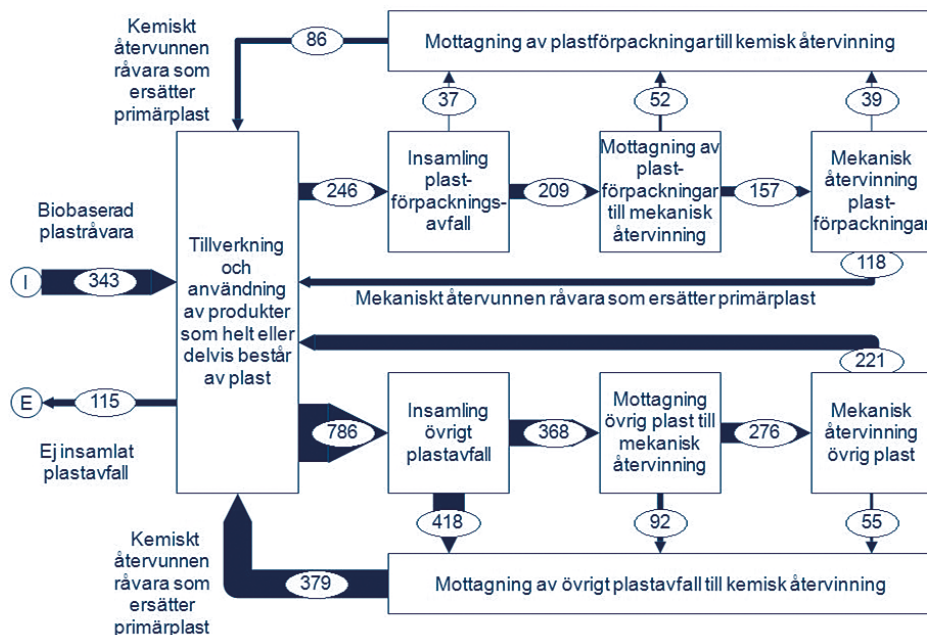 Kemiskt
återvunnen
råvara som
ersätter
primärplast
86
Mottagning av plastförpackningar till kemisk återvinning
37
52
39
246
Insamling
plast-
förpacknings-
avfall
209
Mottagning av
plast-
förpackningar
till mekanisk
återvinning
157
Mekanisk
återvinning
plast-
förpackningar
Biobaserad
plastråvara
I
343
Tillverkning
och
användning
av produkter
som helt eller
delvis består
av plast
118
Mekaniskt återvunnen råvara som ersätter primärplast
221
E
115
Ej insamlat
plastavfall
786
Insamling
övrigt
plastavfall
368
Mottagning
övrig plast till
mekanisk
återvinning
276
Mekanisk
återvinning
övrig plast
418
92
55
Kemiskt
återvunnen
råvara som
ersätter
primärplast
379
Mottagning av övrigt plastavfall till kemisk återvinning